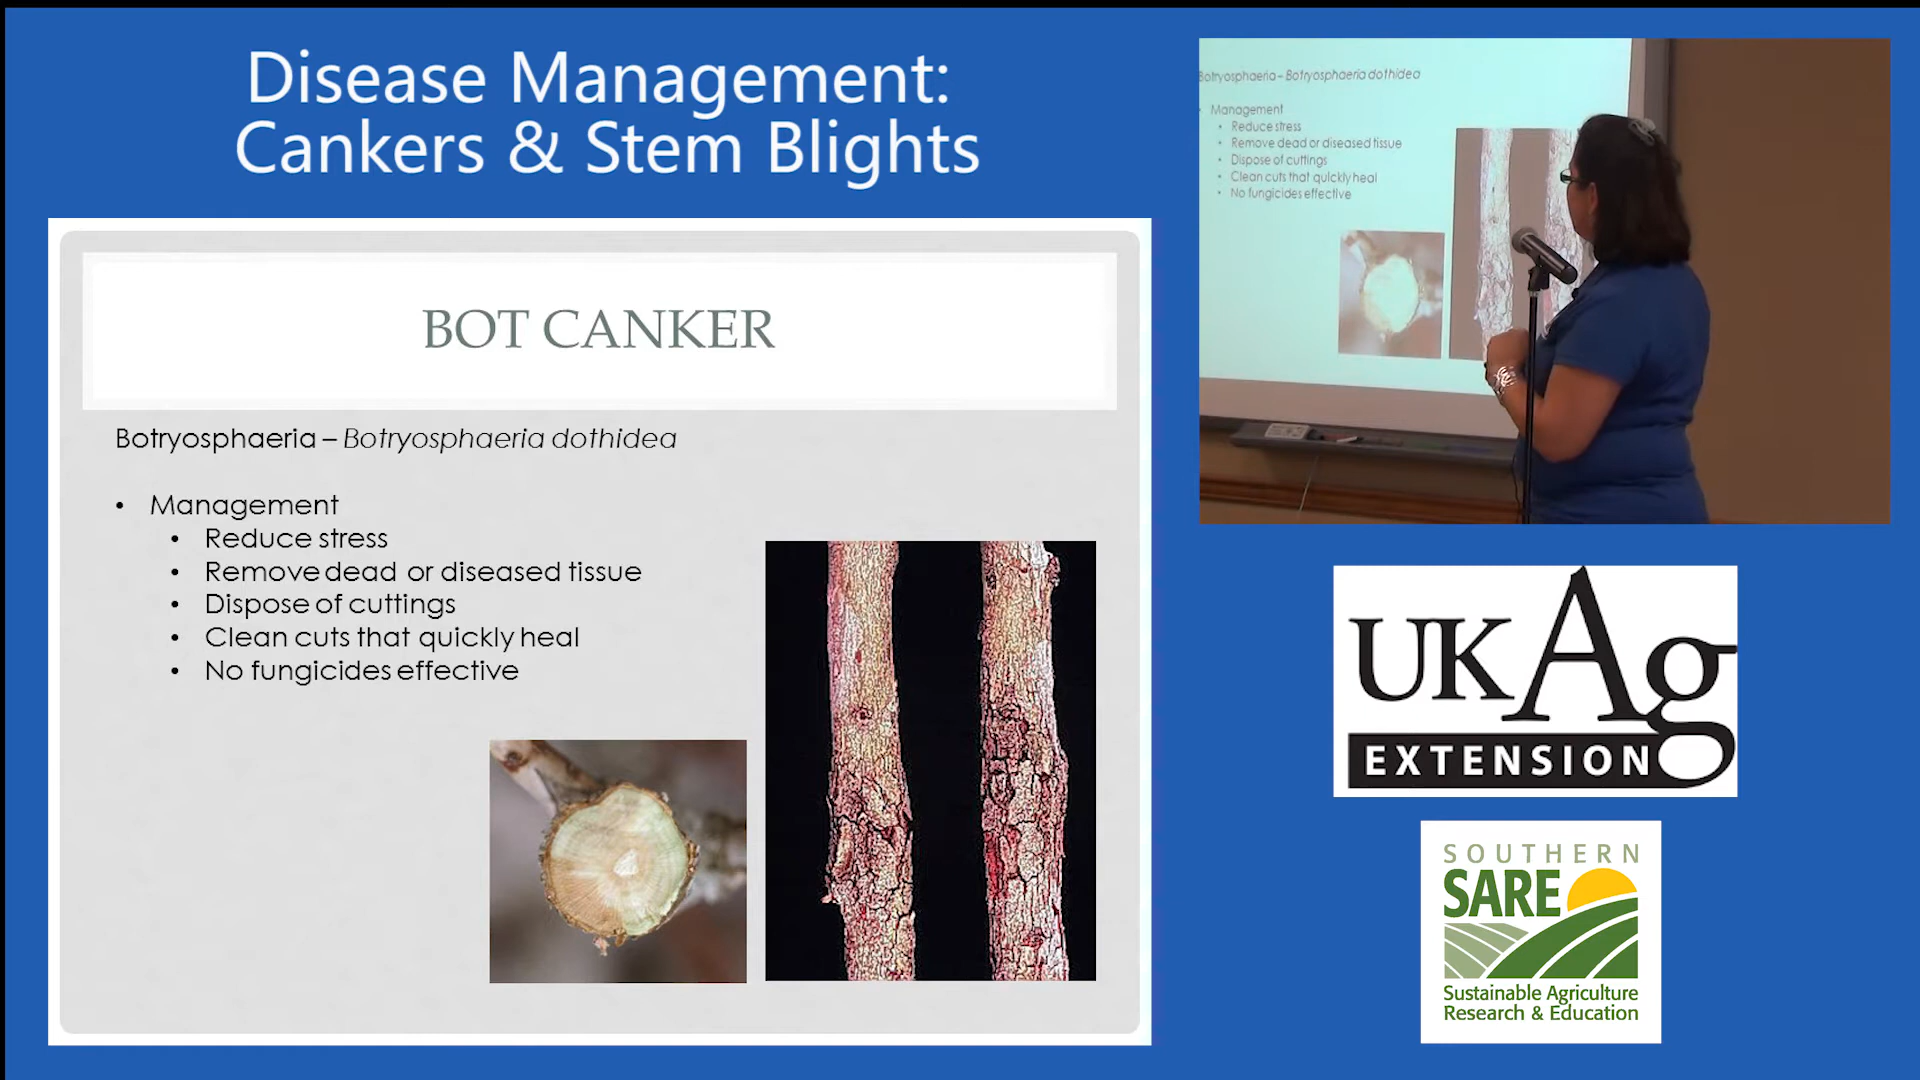 Disease Management:
Cankers & Stem Blights
BOT CANKER
Botryosphaeria – Botryosphaeria dothidea
• Management
• Reduce stress
• Remove dead or diseased tissue
• Dispose of cuttings
• Clean cuts that quickly heal
• No fungicides effective
Botryosphaeria – Botryosphaeria dothidea
• Management
• Reduce stress
• Remove dead or diseased tissue
• Dispose of cuttings
• Clean cuts that quickly heal
• No fungicides effective
UKAg
EXTENSION
SOUTHERN
SARE
Sustainable Agriculture
Research & Education